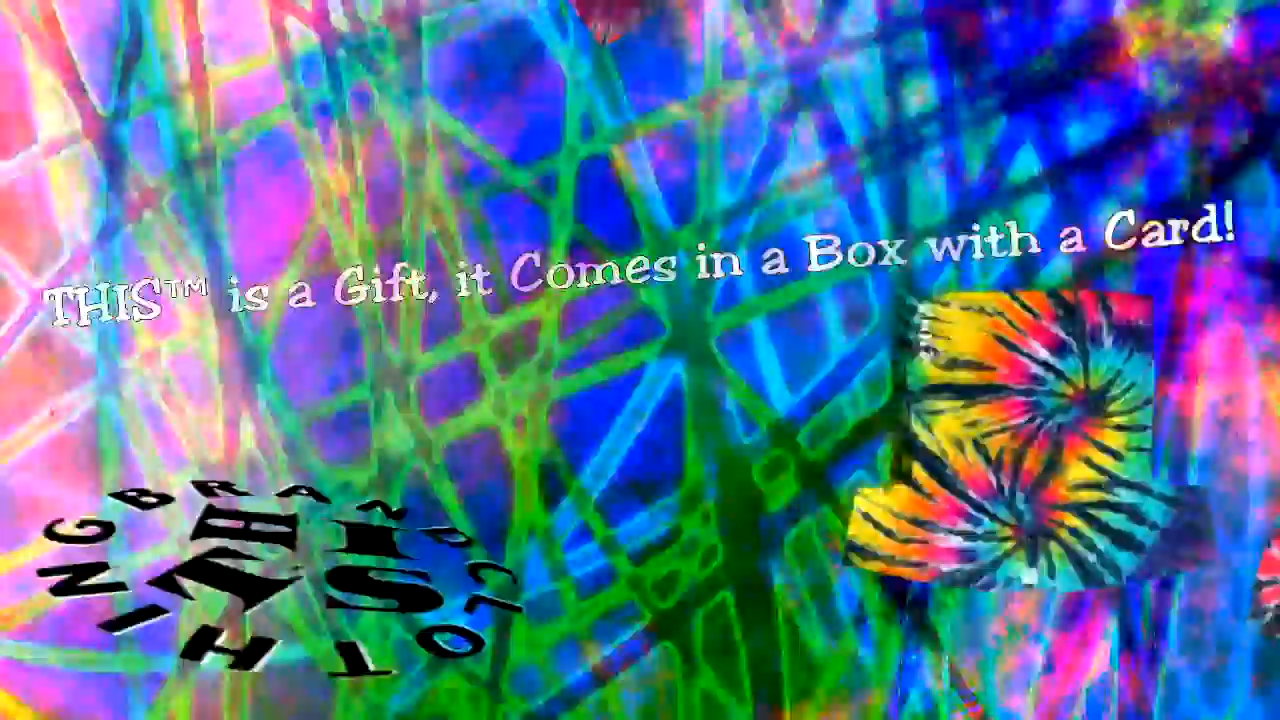 THIS™ is a Gift, it Comes in a Box with a Card!
BRAND CLOTHING
THIS